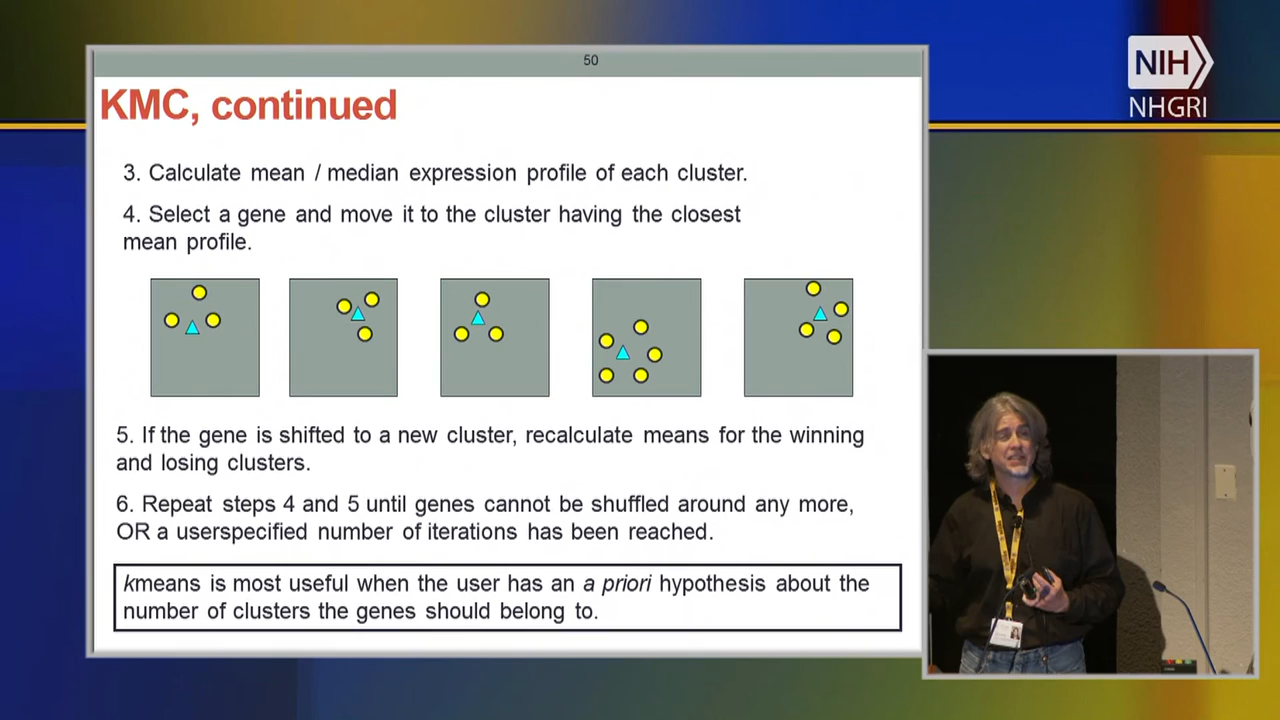 50
NIH
NHGRI
KMC, continued
3. Calculate mean / median expression profile of each cluster.
4. Select a gene and move it to the cluster having the closest
mean profile.
5. If the gene is shifted to a new cluster, recalculate means for the winning
and losing clusters.
6. Repeat steps 4 and 5 until genes cannot be shuffled around any more,
OR a userspecified number of iterations has been reached.
kmeans is most useful when the user has an a priori hypothesis about the
number of clusters the genes should belong to.